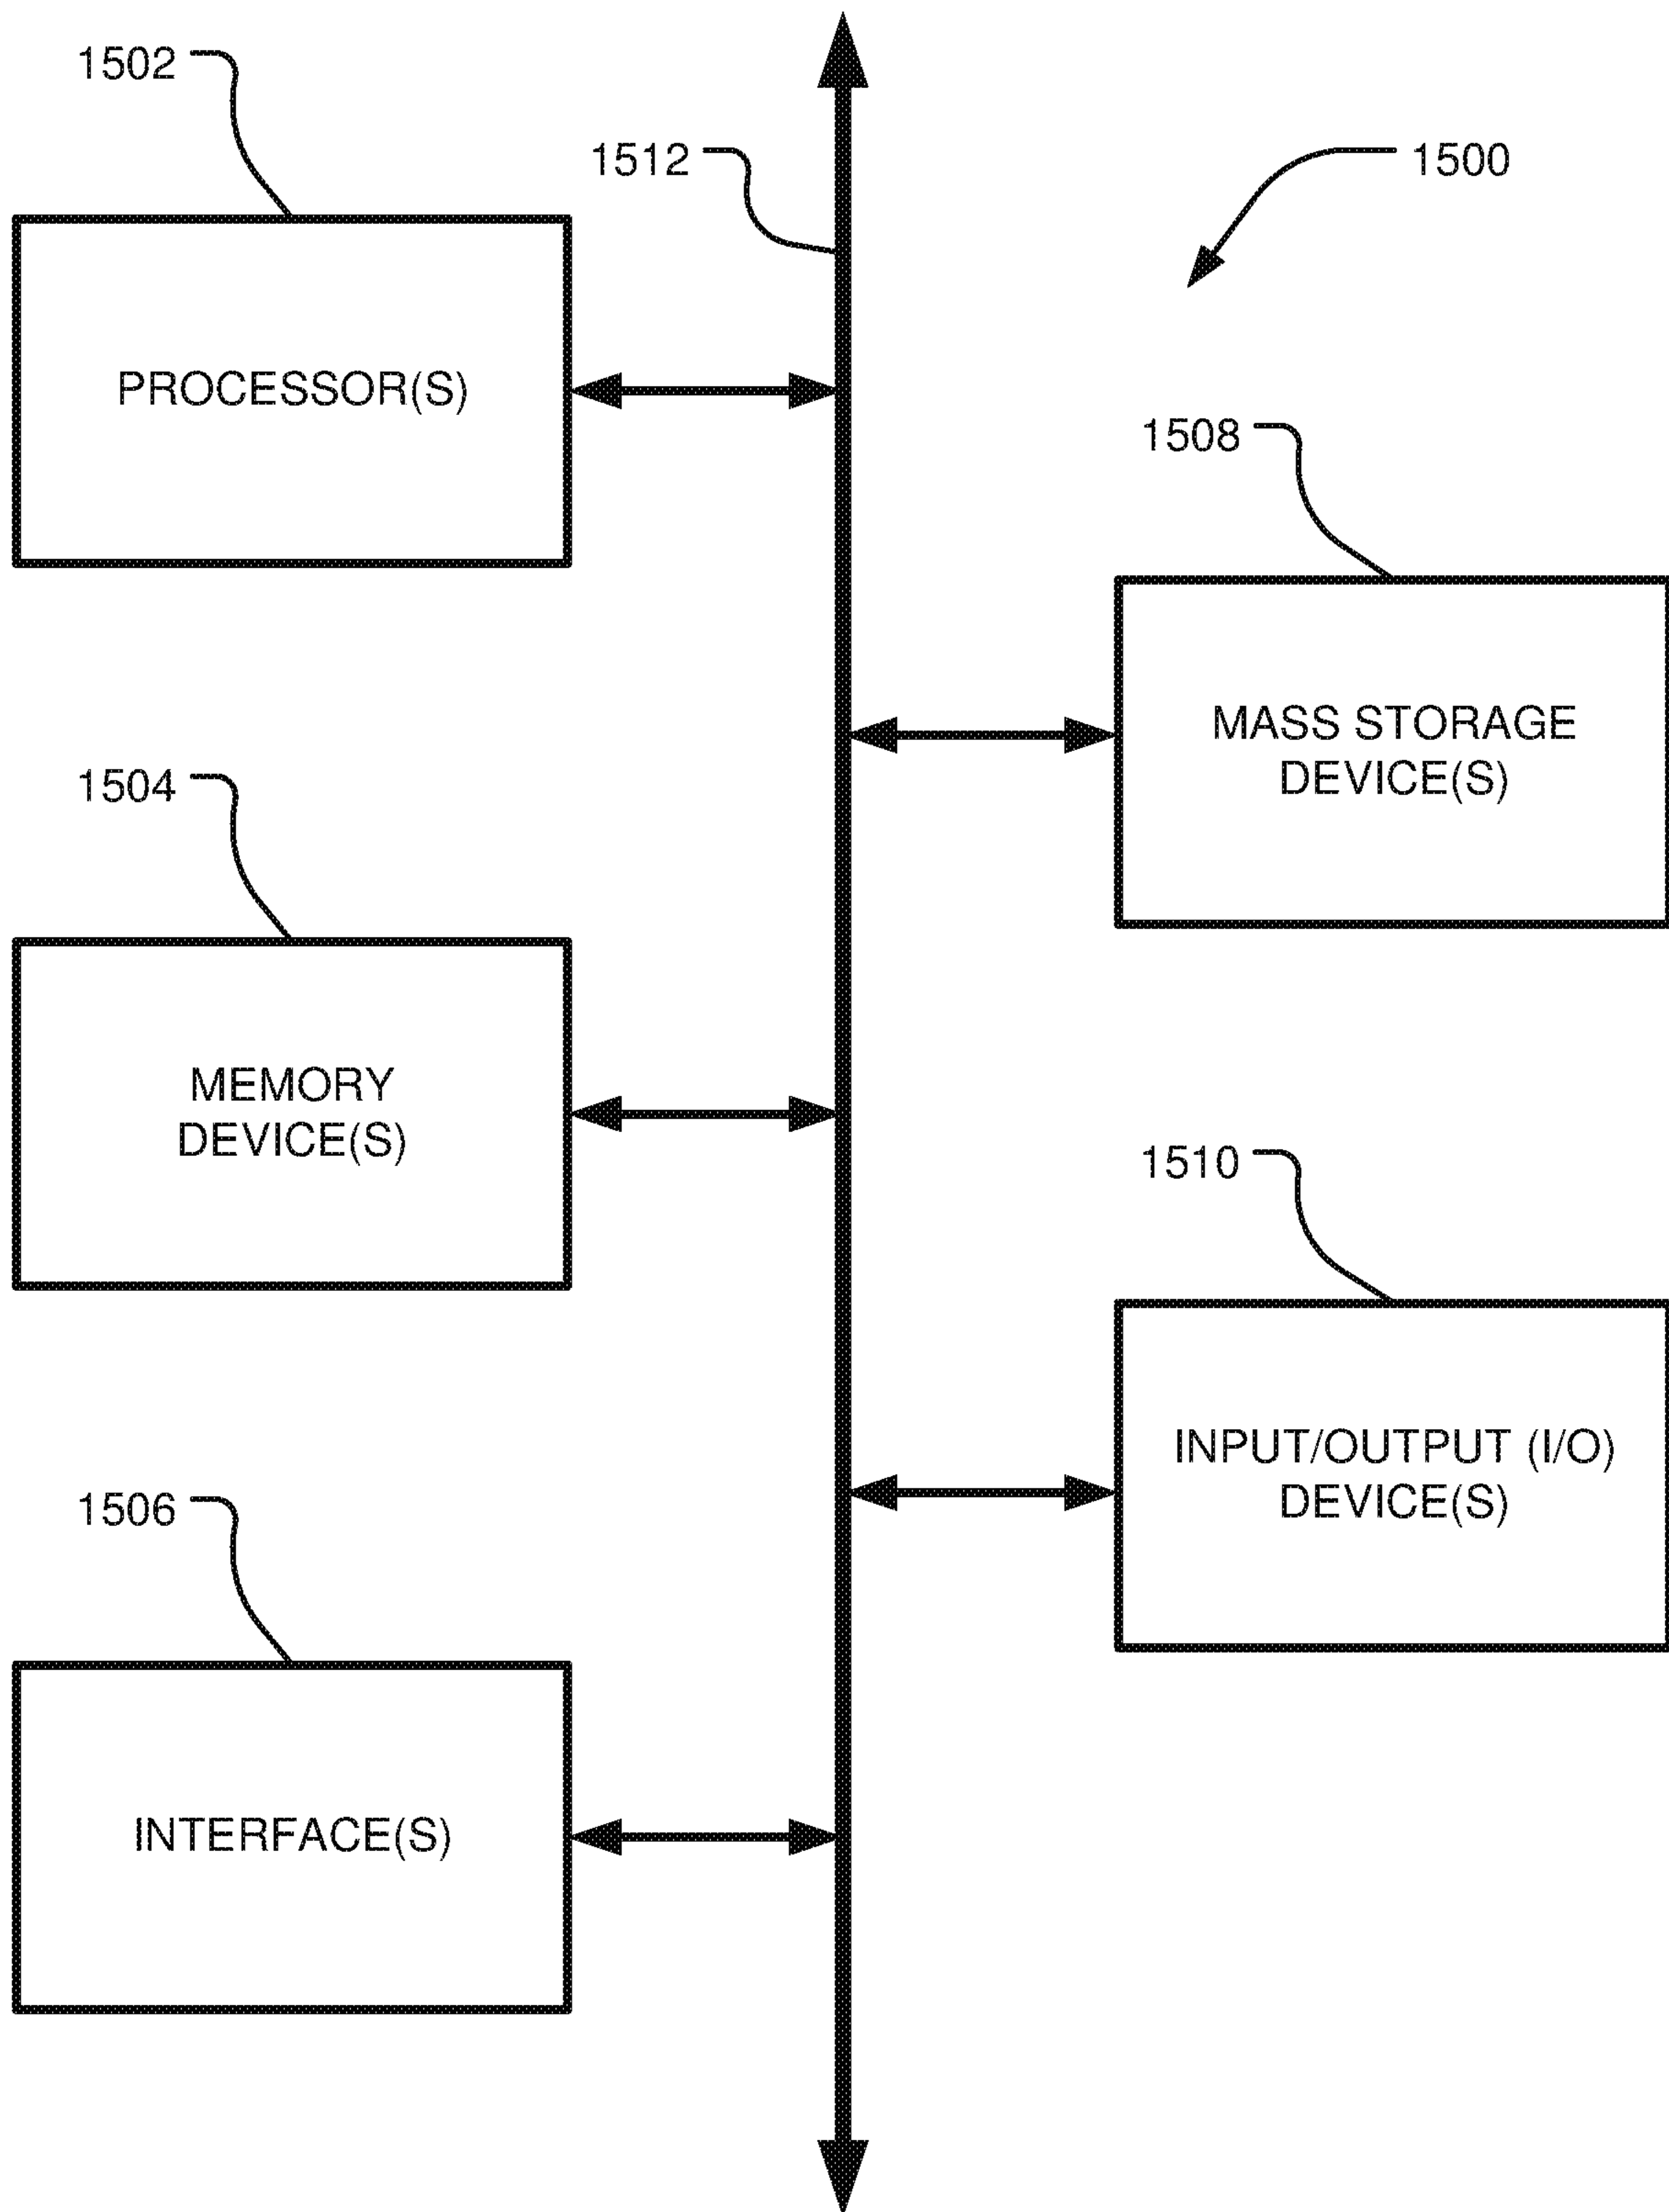 1502
1512
1500
PROCESSOR(S)
1508
MASS STORAGE
DEVICE(S)
1504
MEMORY
DEVICE(S)
1510
INPUT/OUTPUT (I/O)
DEVICE(S)
1506
INTERFACE(S)